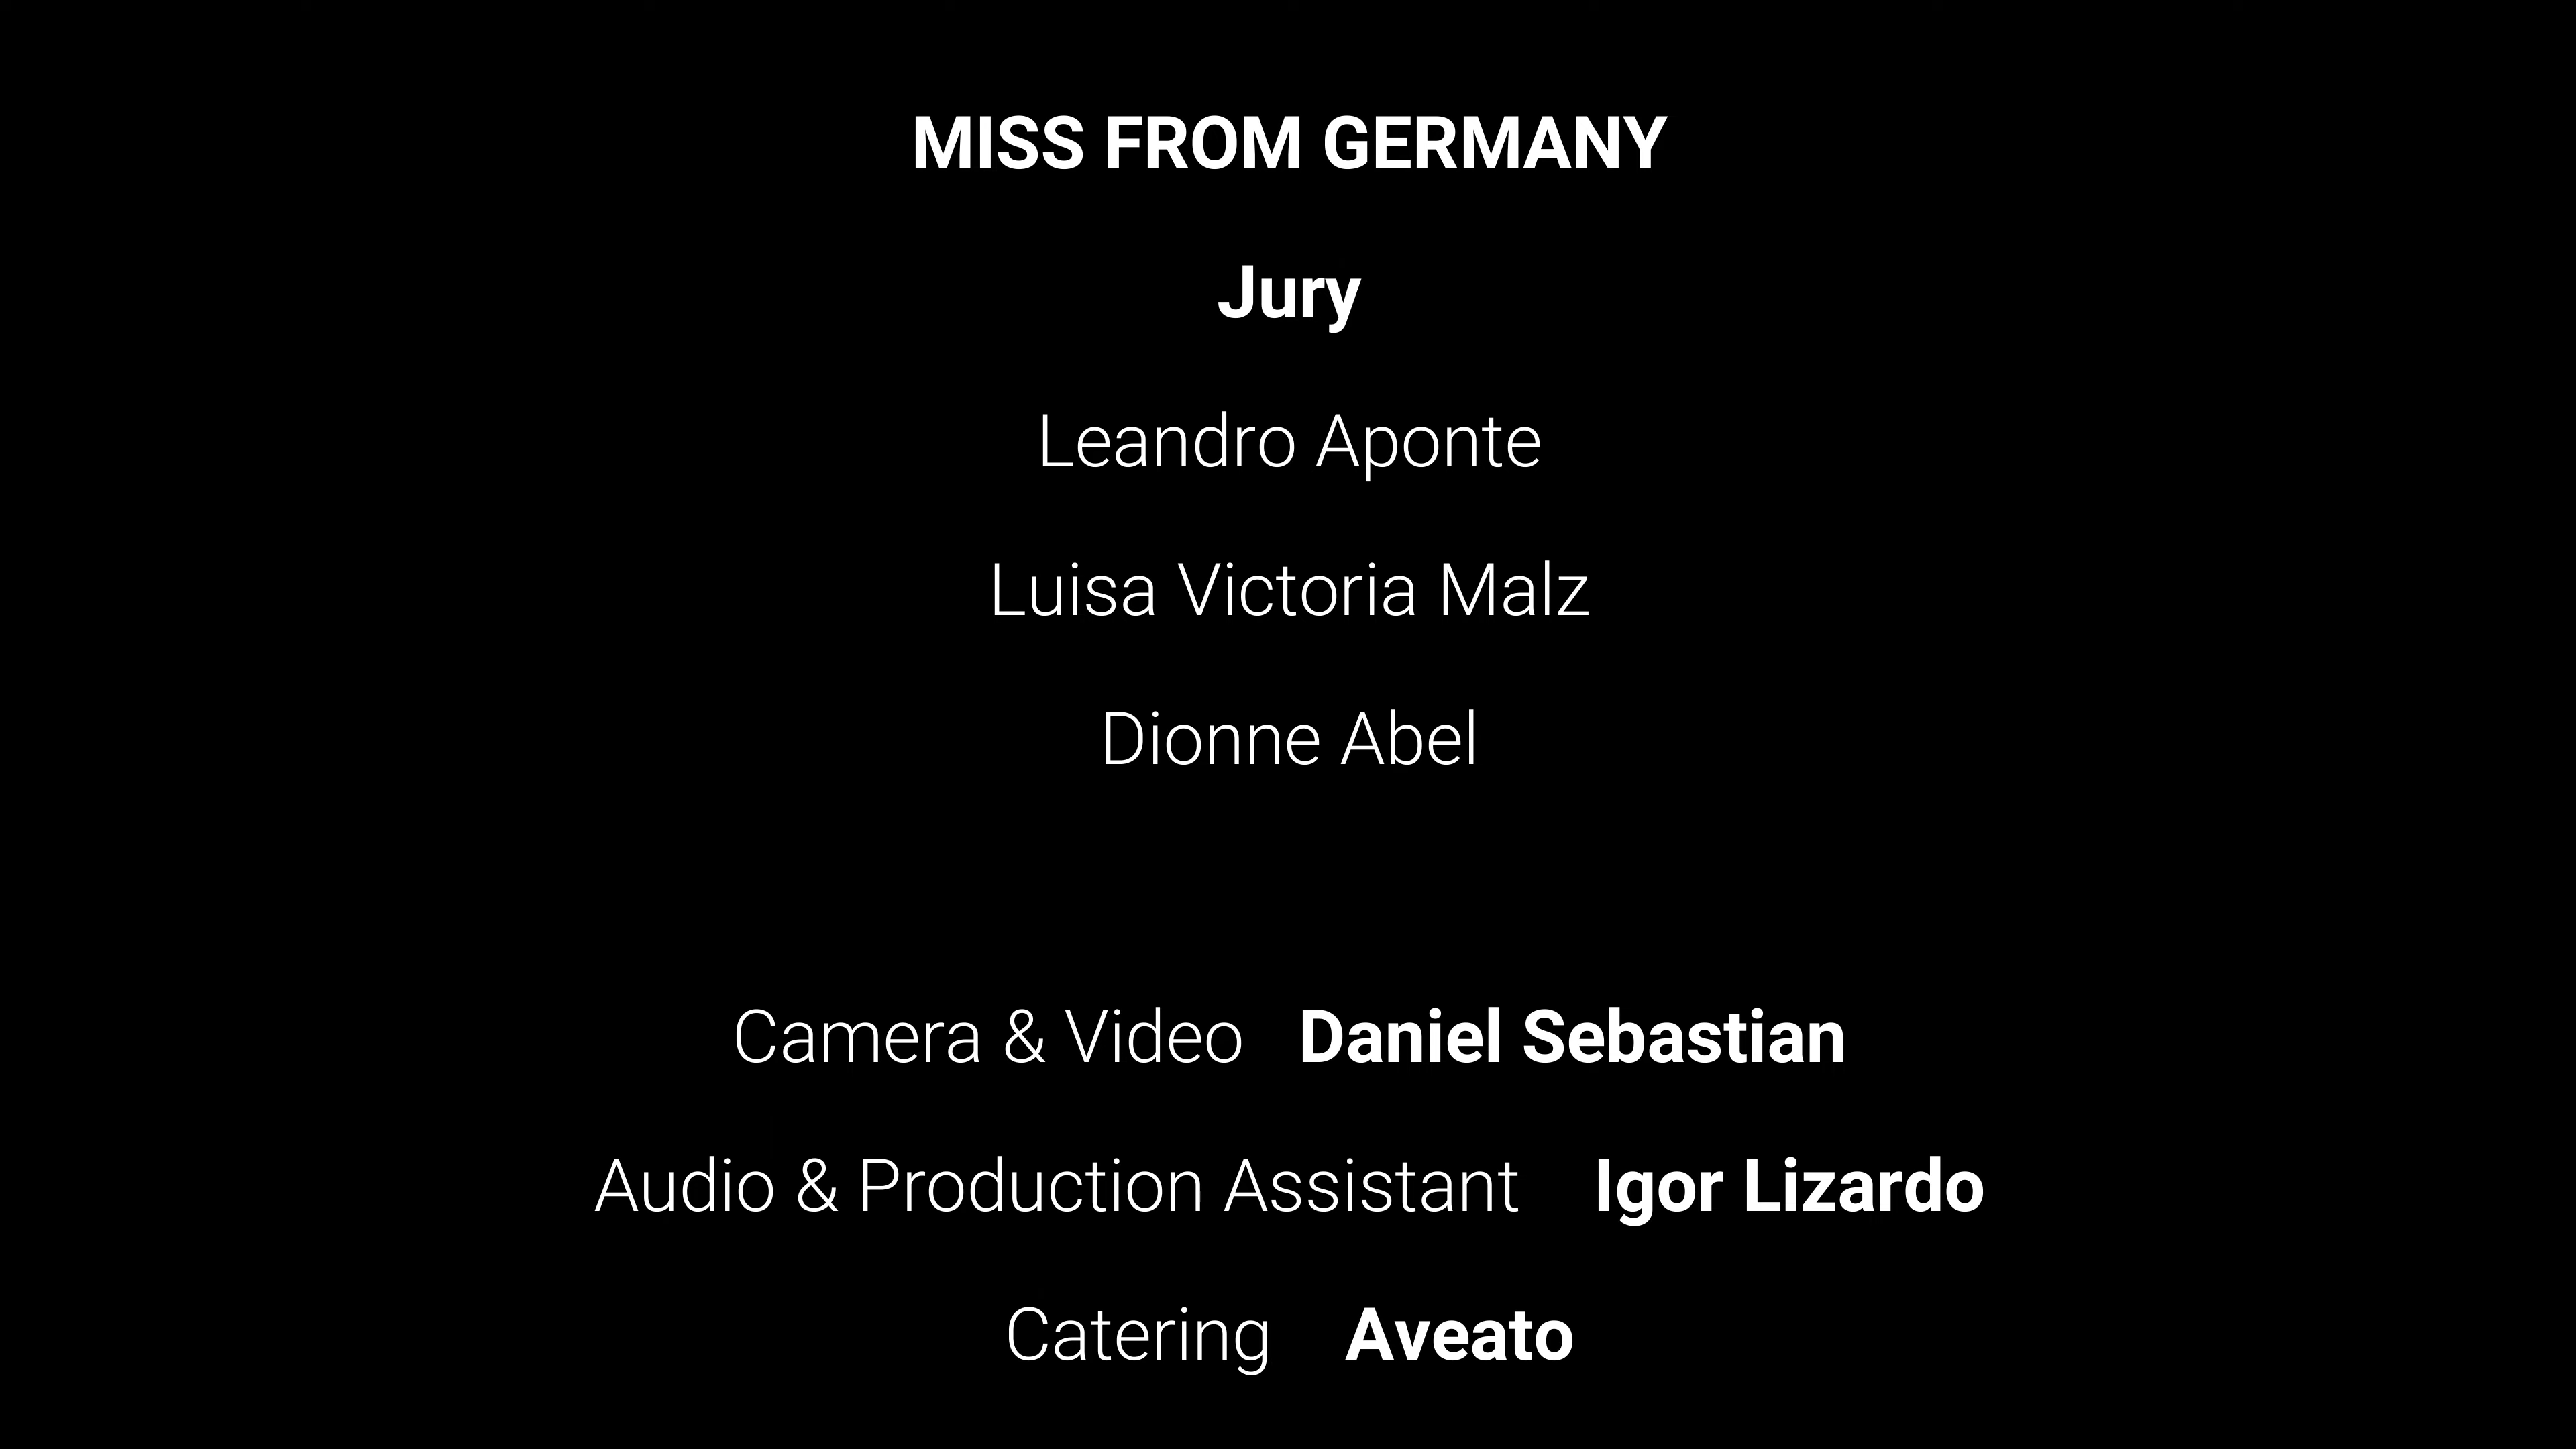 MISS FROM GERMANY
Jury
Leandro Aponte
Luisa Victoria Malz
Dionne Abel
Camera & Video Daniel Sebastian
Audio & Production Assistant Igor Lizardo
Catering Aveato